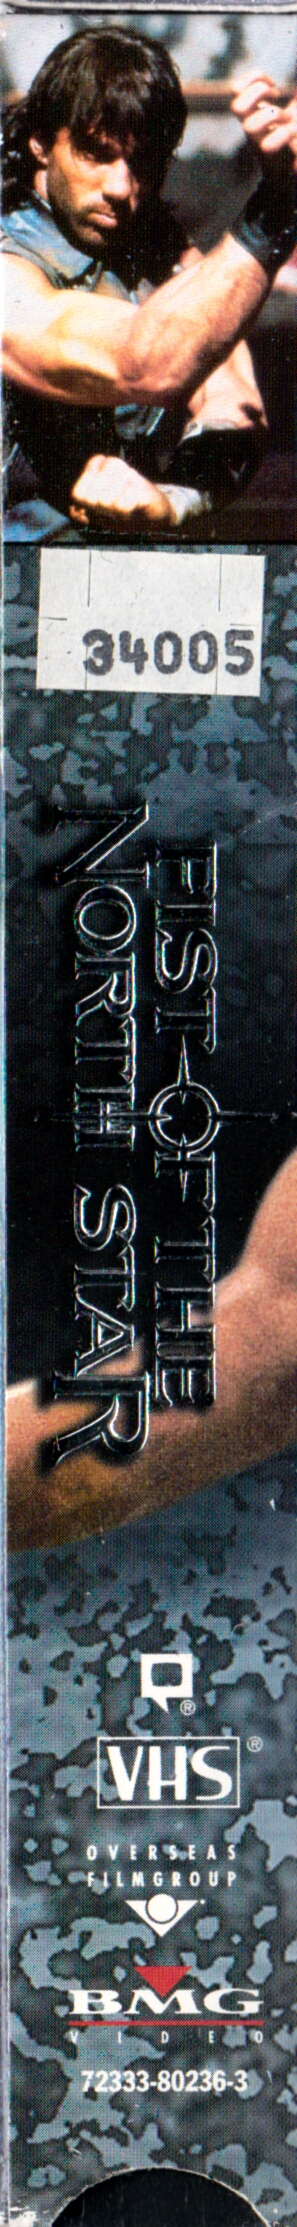 34005
FIST OF THE
NORTH STAR
®
VHS ®
OVERSEAS
FILMGROUP
BMG
VIDEO
72333-80236-3